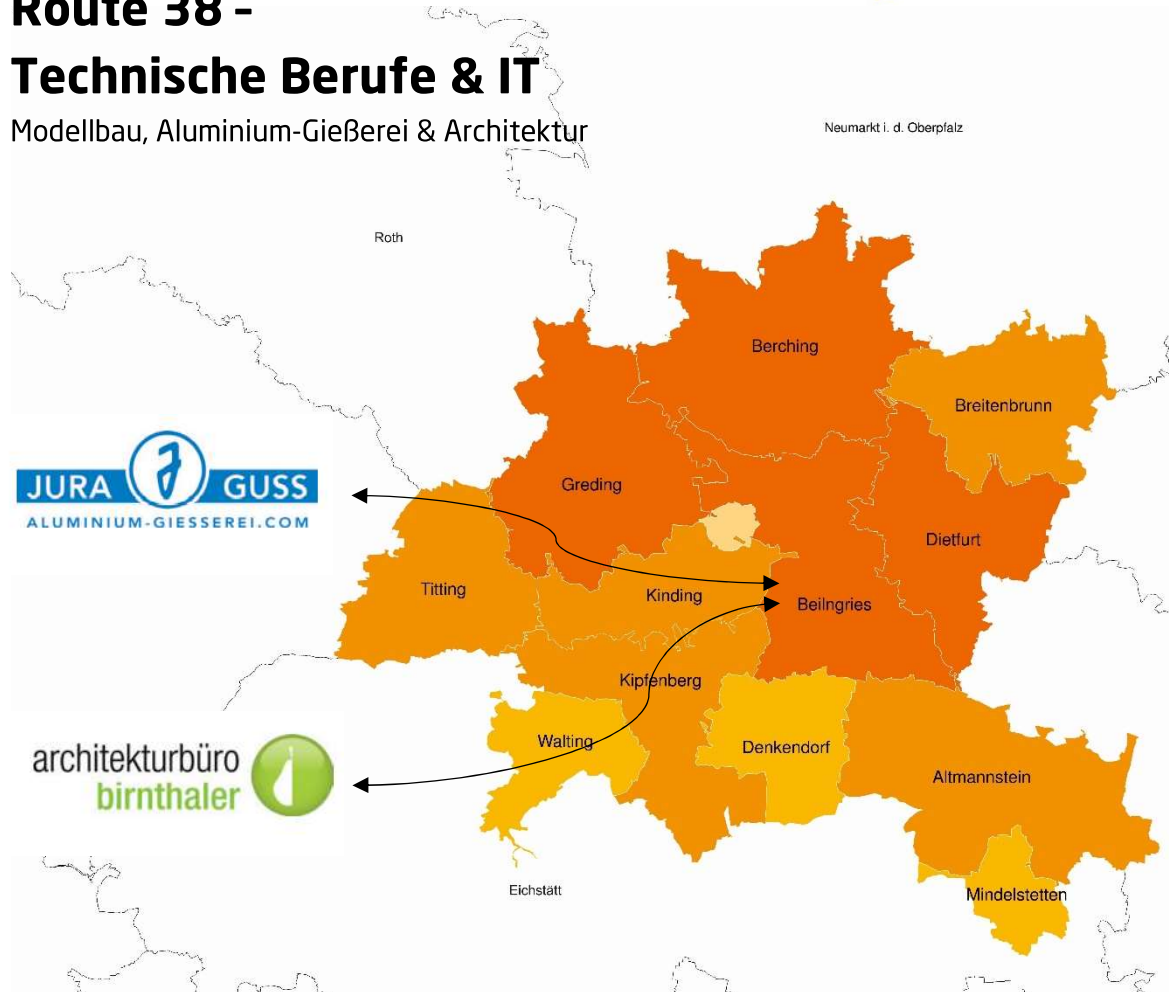 Route 38 –
Technische Berufe & IT
Modellbau, Aluminium-Gießerei & Architektur
Neumarkt i. d. Oberpfalz
Roth
Berching
Breitenbrunn
JURA GUSS
ALUMINIUM-GIESSEREI.COM
Greding
Dietfurt
Titting
Kinding
Beilngries
Kipfenberg
Walting
Denkendorf
architekturbüro
birnthaler
Altmannstein
Eichstätt
Mindelstetten